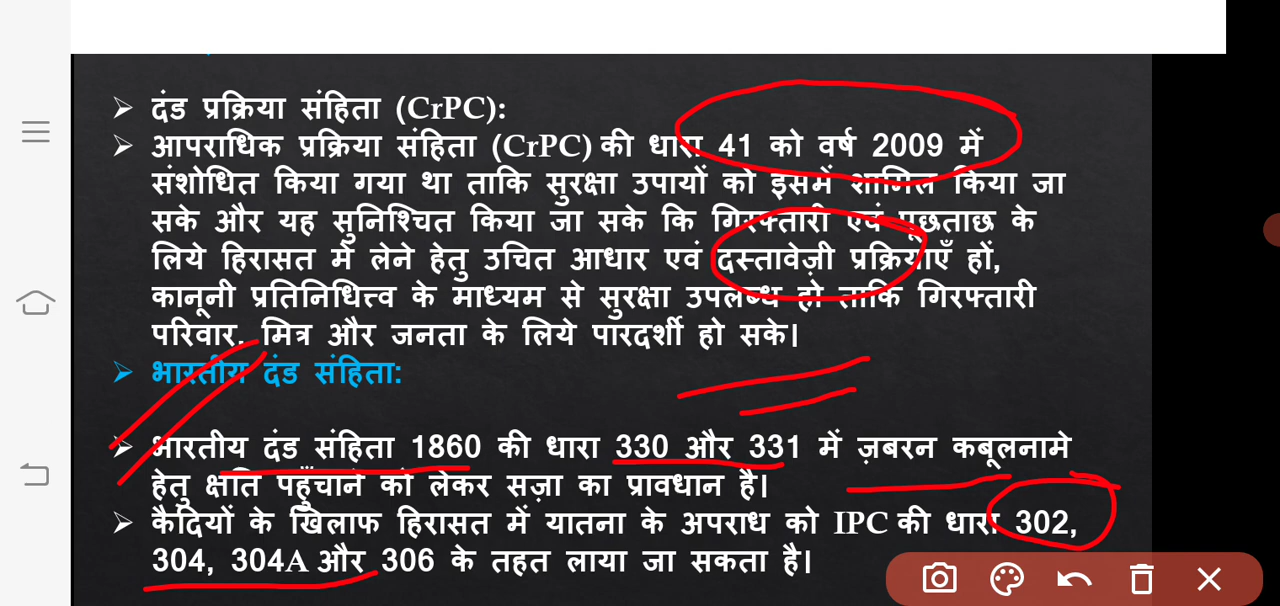 दंड प्रक्रिया संहिता (CrPC):
आपराधिक प्रक्रिया संहिता (CrPC) की धारा 41 को वर्ष 2009 में
संशोधित किया गया था ताकि सुरक्षा उपायों को इसमें शामिल किया जा
सके और यह सुनिश्चित किया जा सके कि गिरफ्तारी एवं पूछताछ के
लिये हिरासत में लेने हेतु उचित आधार एवं दस्तावेज़ी प्रक्रियाएँ हों,
कानूनी प्रतिनिधित्त्व के माध्यम से सुरक्षा उपलब्ध हो ताकि गिरफ्तारी
परिवार, मित्र और जनता के लिये पारदर्शी हो सके।
भारतीय दंड संहिता:
भारतीय दंड संहिता 1860 की धारा 330 और 331 में ज़बरन कबूलनामे
हेतु क्षति पहुँचाने को लेकर सज़ा का प्रावधान है।
कैदियों के खिलाफ हिरासत में यातना के अपराध को IPC की धारा 302,
304, 304A और 306 के तहत लाया जा सकता है।